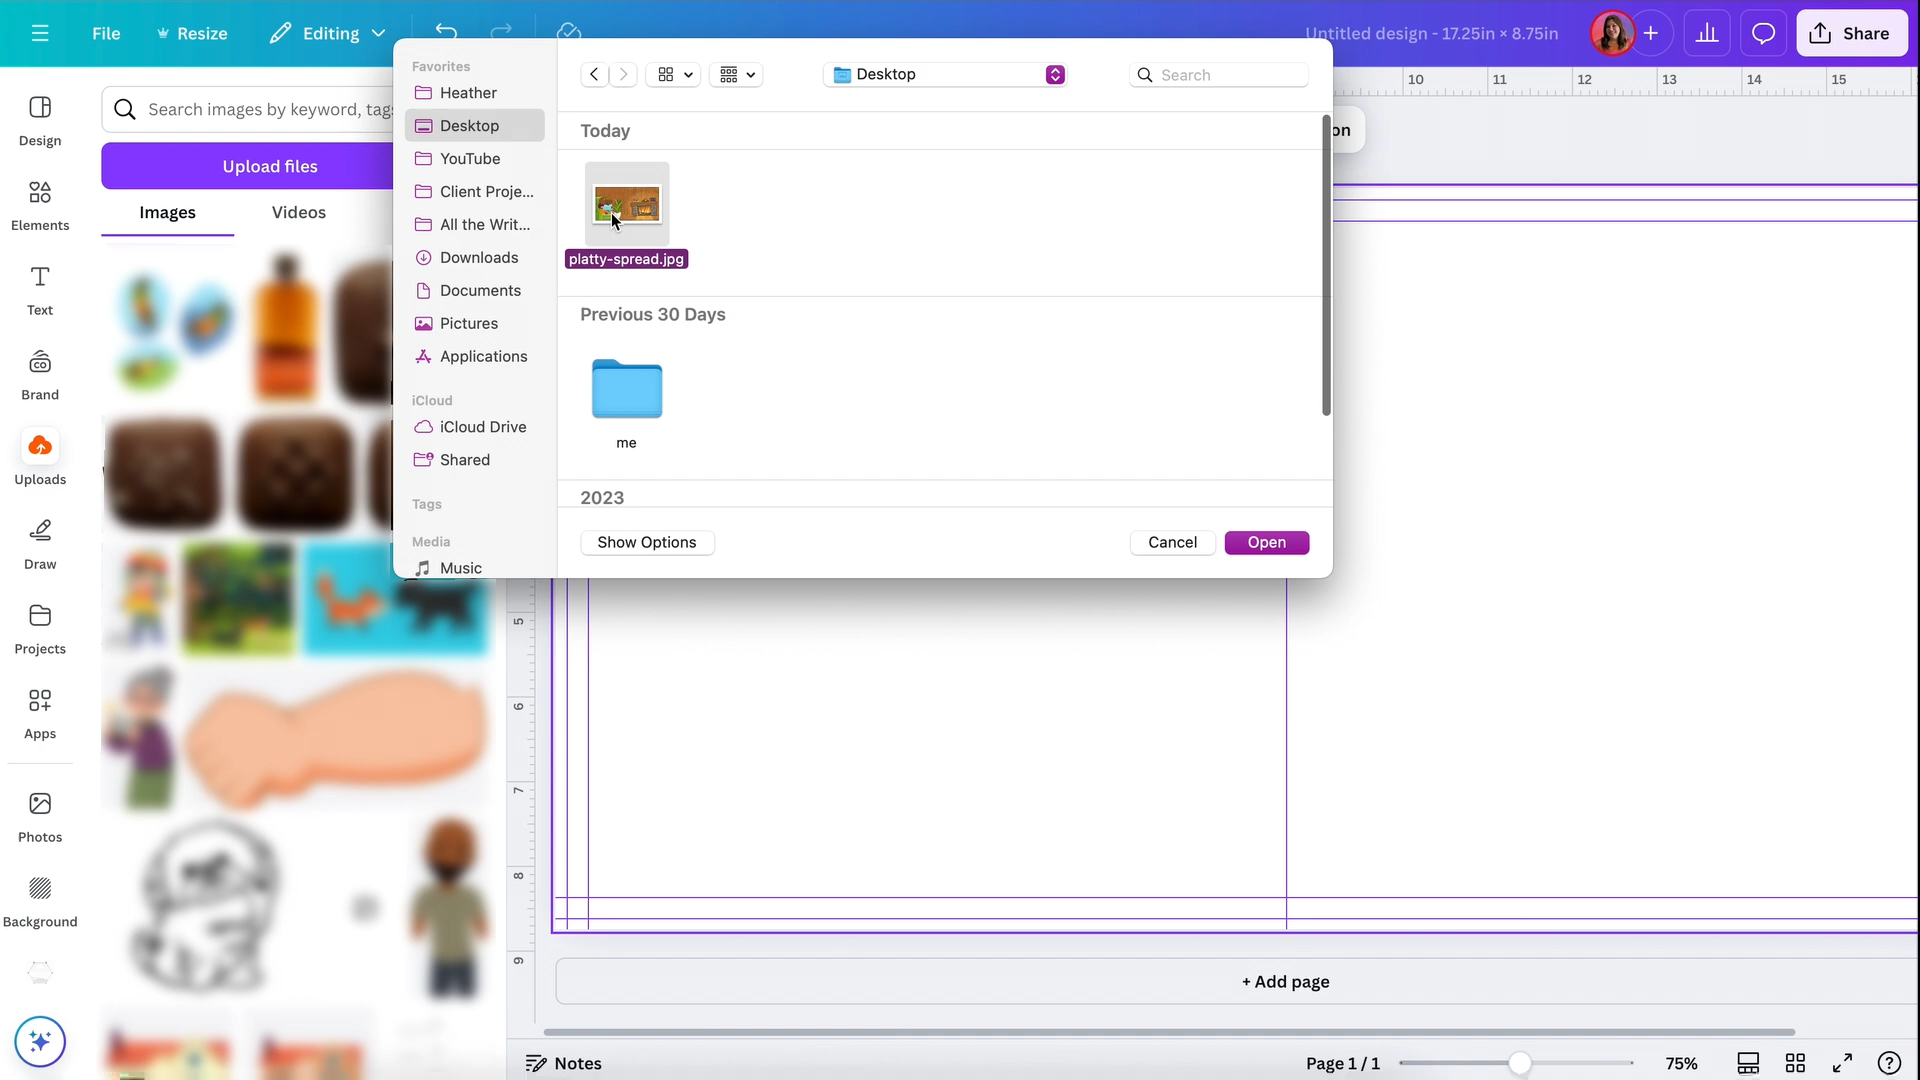 File
Resize
Editing
Untitled design - 17.25in × 8.75in
Share
Design
Elements
Text
Brand
Uploads
Draw
Projects
Apps
Photos
Background
Search images by keyword, tags
Upload files
Images
Videos
Favorites
Heather
Desktop
YouTube
Client Proje...
All the Writ...
Downloads
Documents
Pictures
Applications
iCloud
iCloud Drive
Shared
Tags
Media
Music
Desktop
Search
Today
platty-spread.jpg
Previous 30 Days
me
2023
Show Options
Cancel
Open
10
11
12
13
14
15
on
5
6
7
8
9
+ Add page
Notes
Page 1 / 1
75%